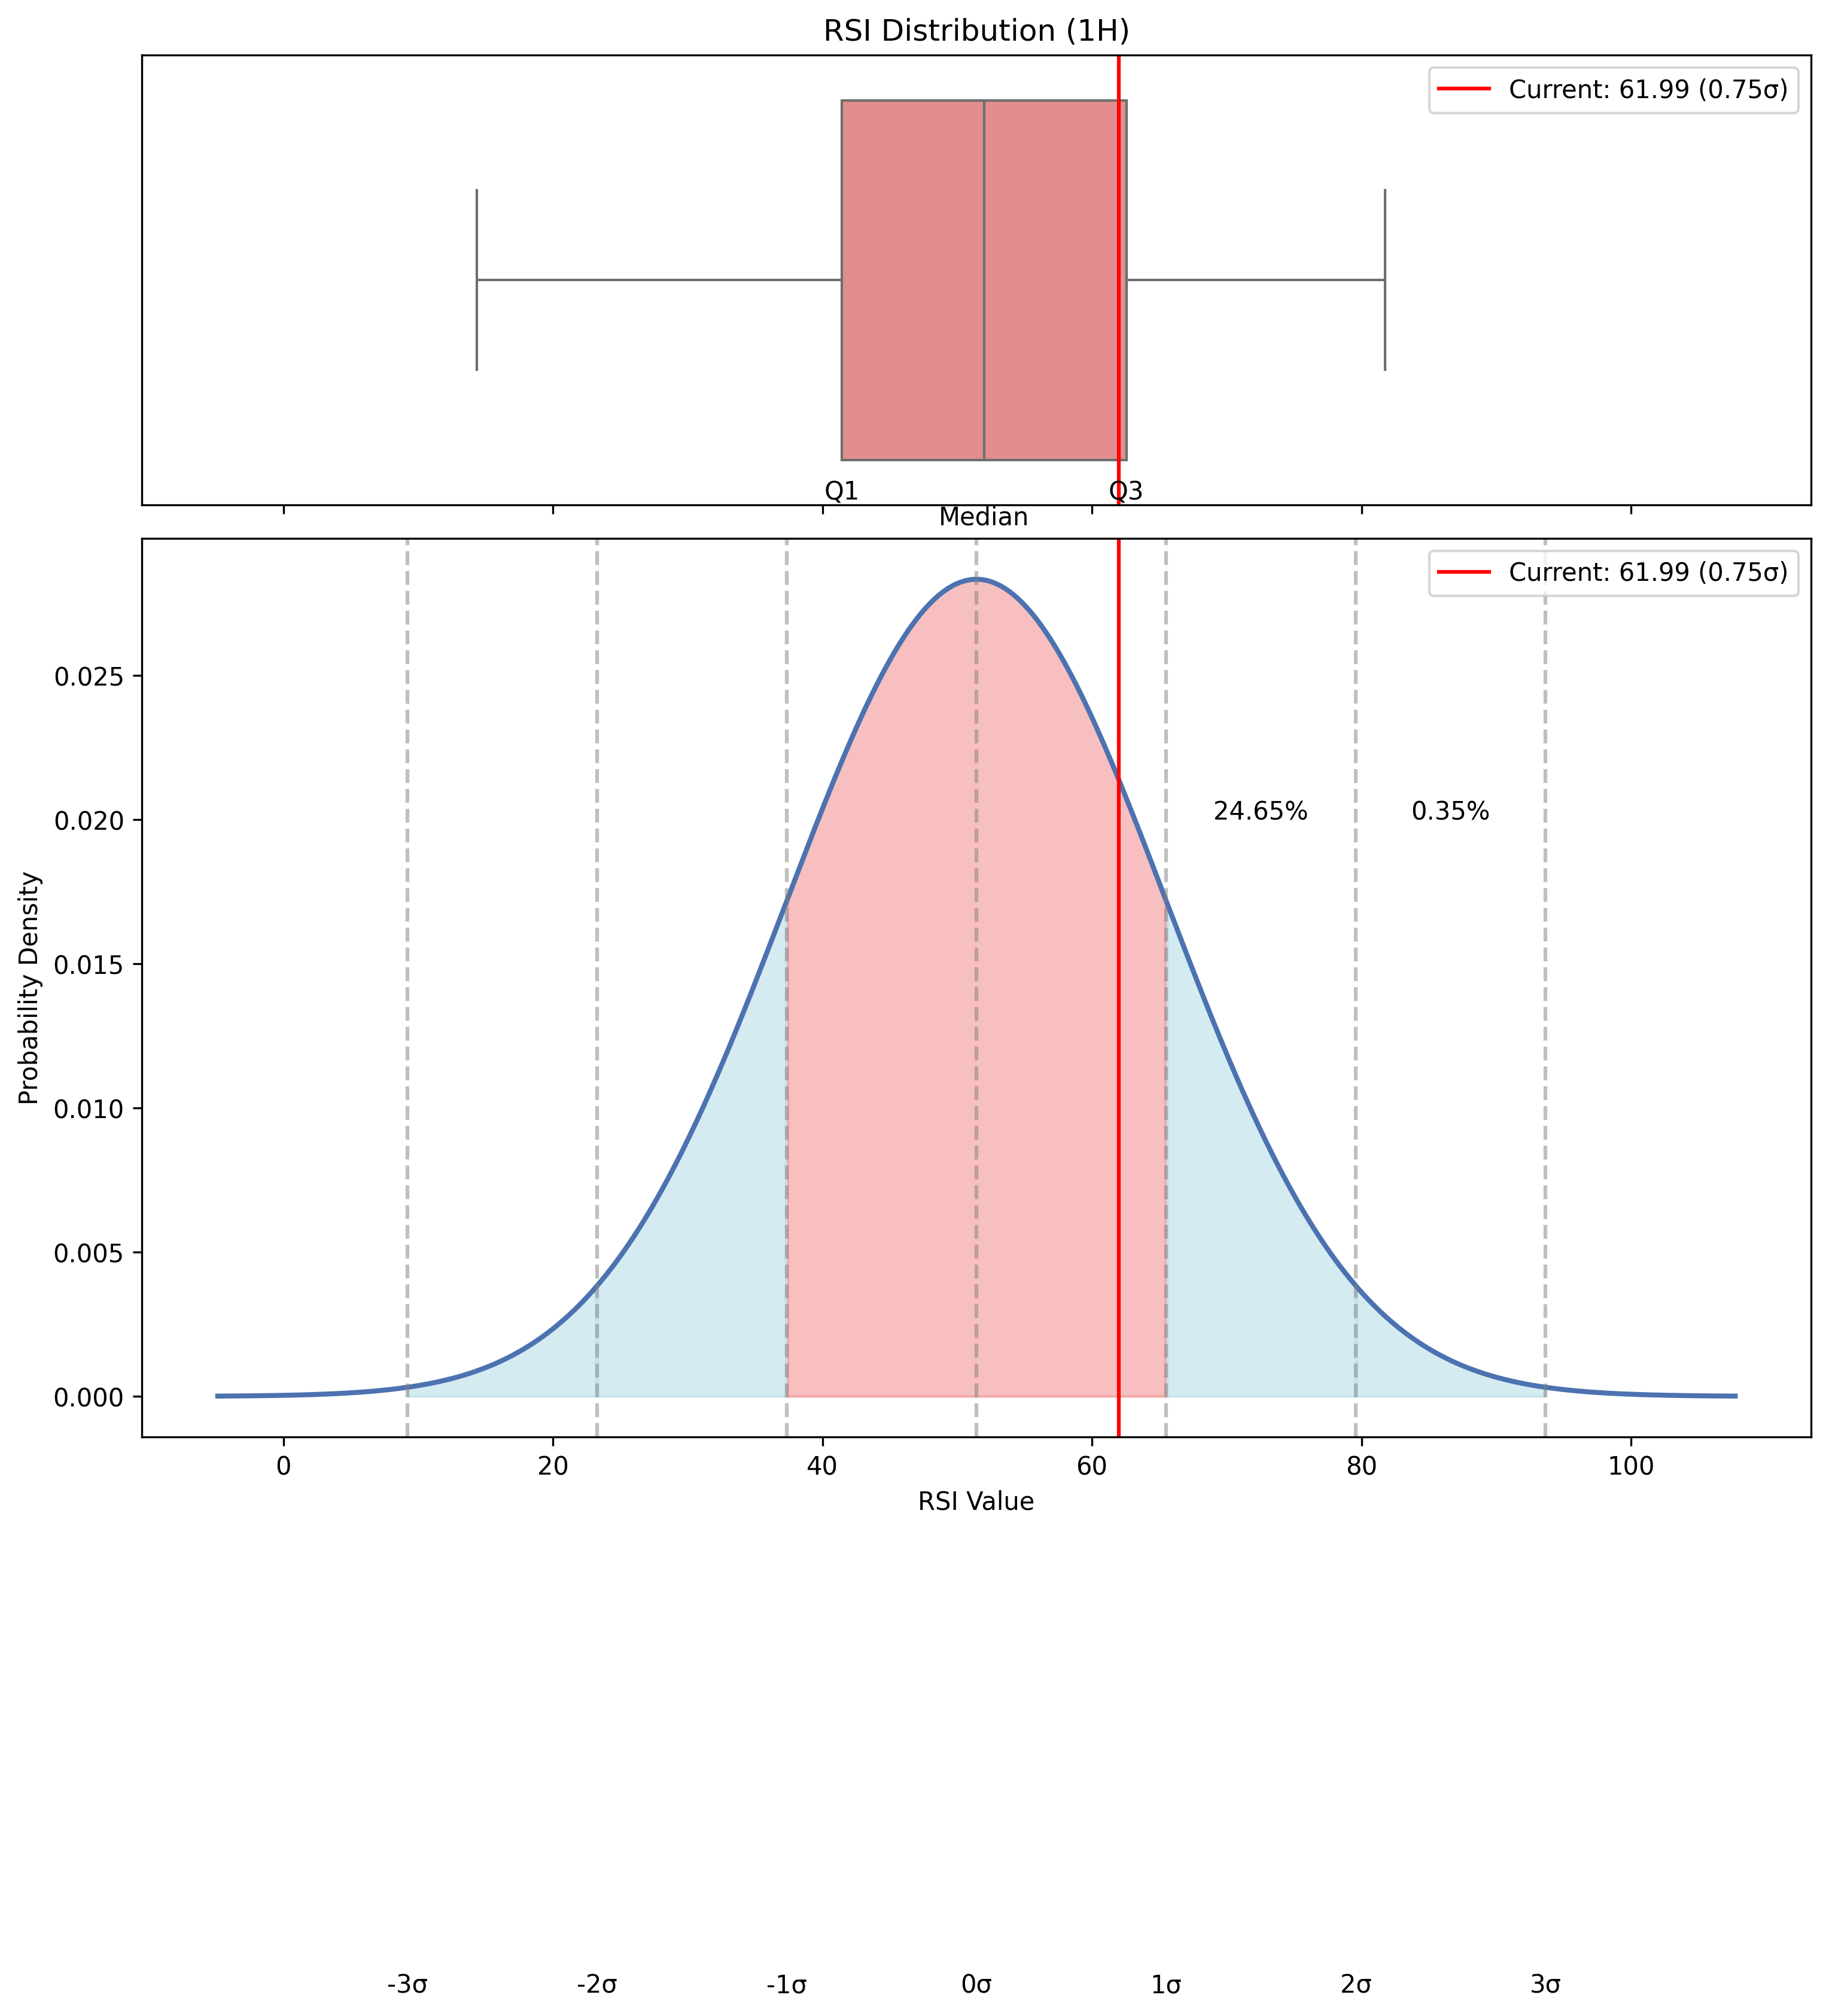 RSI Distribution (1H)
Current: 61.99 (0.75σ)
Q1
Q3
Median
Current: 61.99 (0.75σ)
0.025
24.65%
0.35%
0.020
0.015
0.010
0.005
0.000
Probability Density
0 20 40 60 80 100
RSI Value
-3σ -2σ -1σ 0σ 1σ 2σ 3σ